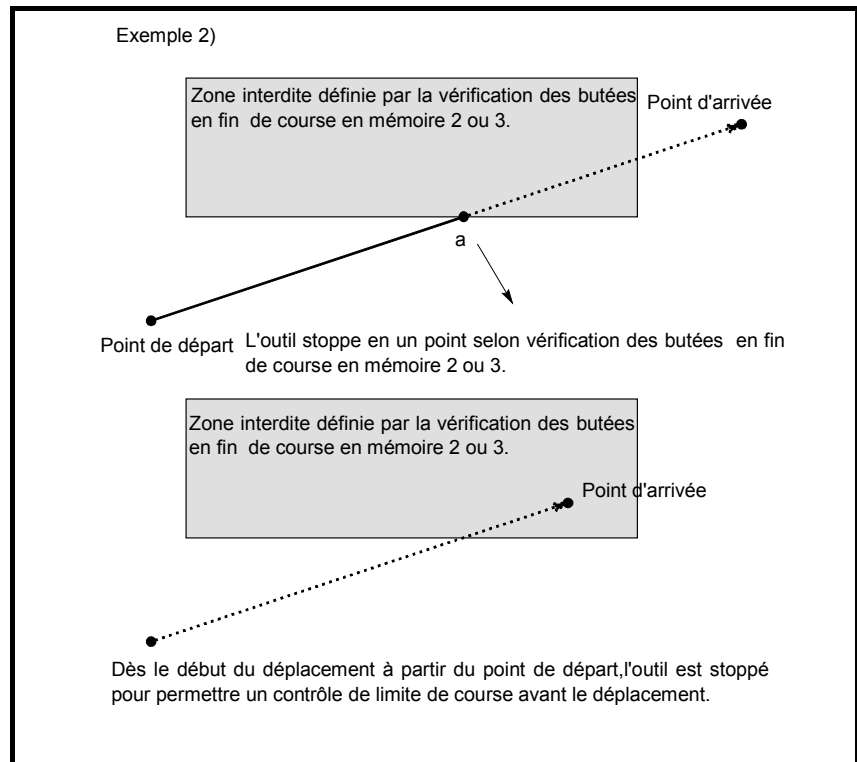 Exemple 2)
Zone interdite définie par la vérification des butées
en fin de course en mémoire 2 ou 3.
Point d'arrivée
a
Point de départ
L'outil stoppe en un point selon vérification des butées en fin
de course en mémoire 2 ou 3.
Zone interdite définie par la vérification des butées
en fin de course en mémoire 2 ou 3.
Point d'arrivée
Dès le début du déplacement à partir du point de départ,l'outil est stoppé
pour permettre un contrôle de limite de course avant le déplacement.